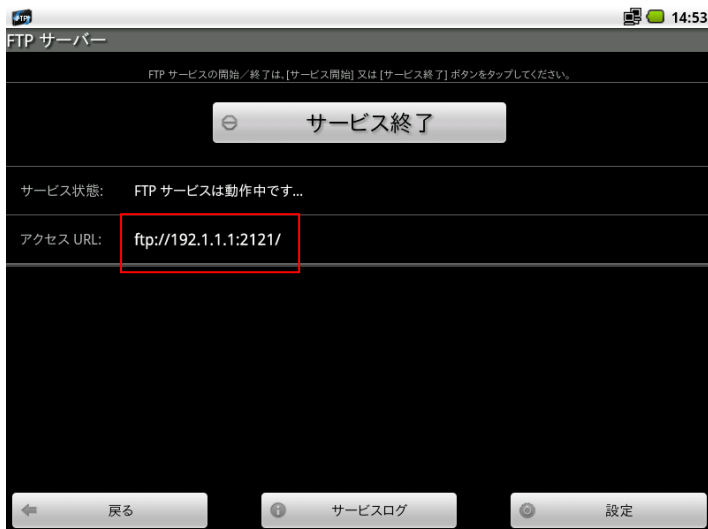 FTP
14:53
FTP サーバー
FTP サービスの開始／終了は、[サービス開始] 又は [サービス終了] ボタンをタップしてください。
サービス終了
サービス状態: FTP サービスは動作中です...
アクセス URL: ftp://192.1.1.1:2121/
戻る サービスログ 設定